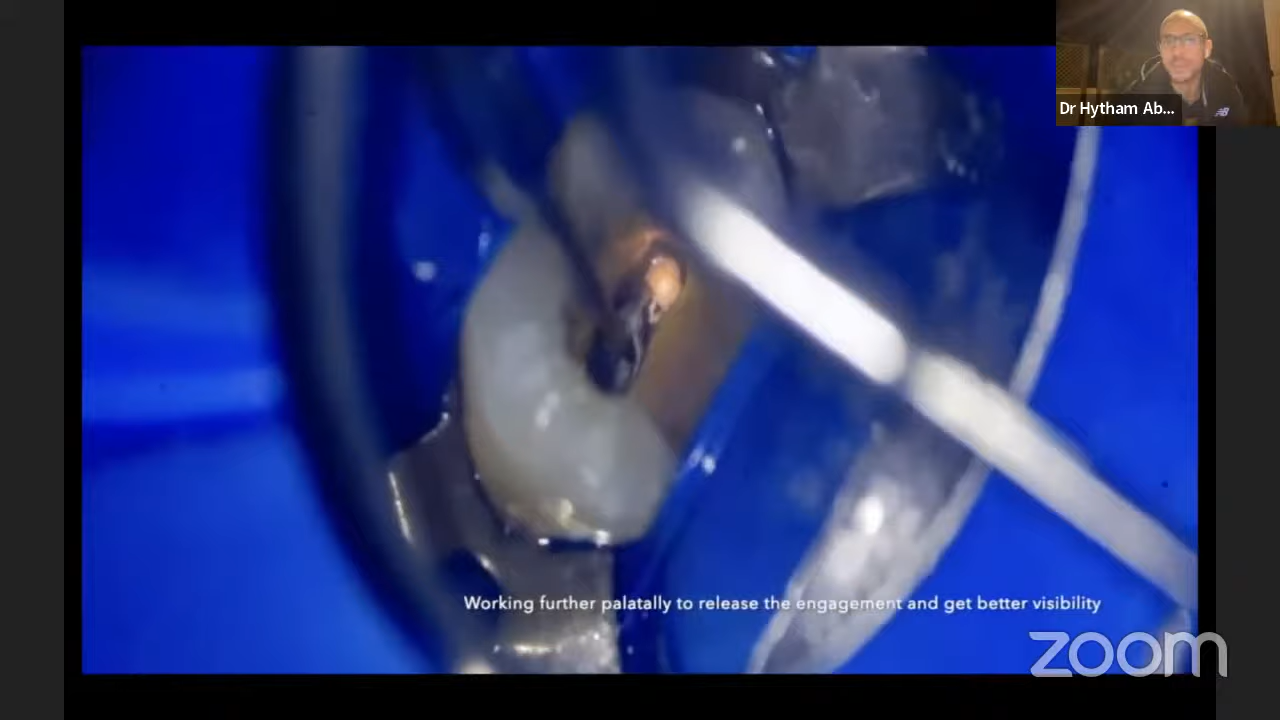 Dr Hytham Ab...
Working further palatally to release the engagement and get better visibility
zoom